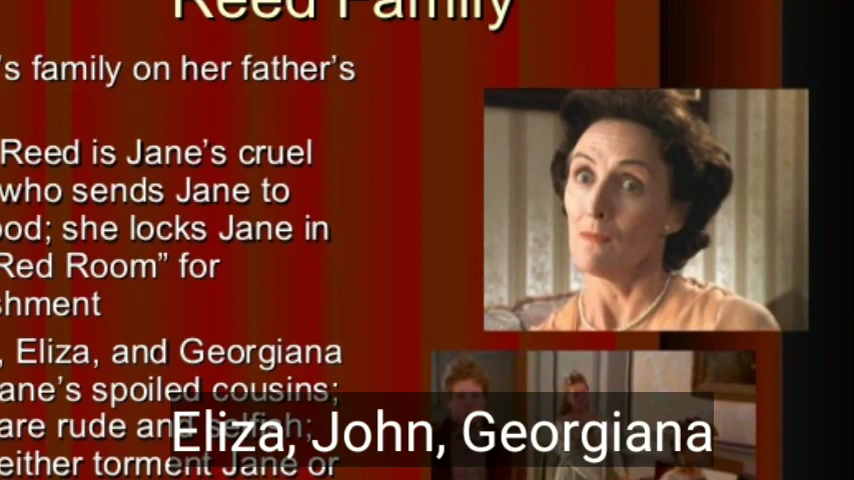 Reed Family
's family on her father's
Reed is Jane's cruel
who sends Jane to
ood; she locks Jane in
Red Room" for
shment
, Eliza, and Georgiana
ane's spoiled cousins;
are rude and selfish;
Eliza, John, Georgiana
either torment Jane or